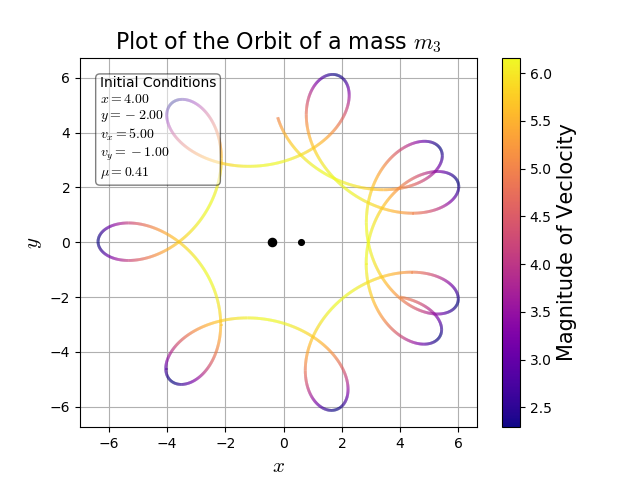 Plot of the Orbit of a mass m₃
Initial Conditions
x = 4.00
y = −2.00
vₓ = 5.00
v_y = −1.00
μ = 0.41
6
4
2
0
−2
−4
−6
y
−6 −4 −2 0 2 4 6
x
6.0
5.5
5.0
4.5
4.0
3.5
3.0
2.5
Magnitude of Veclocity